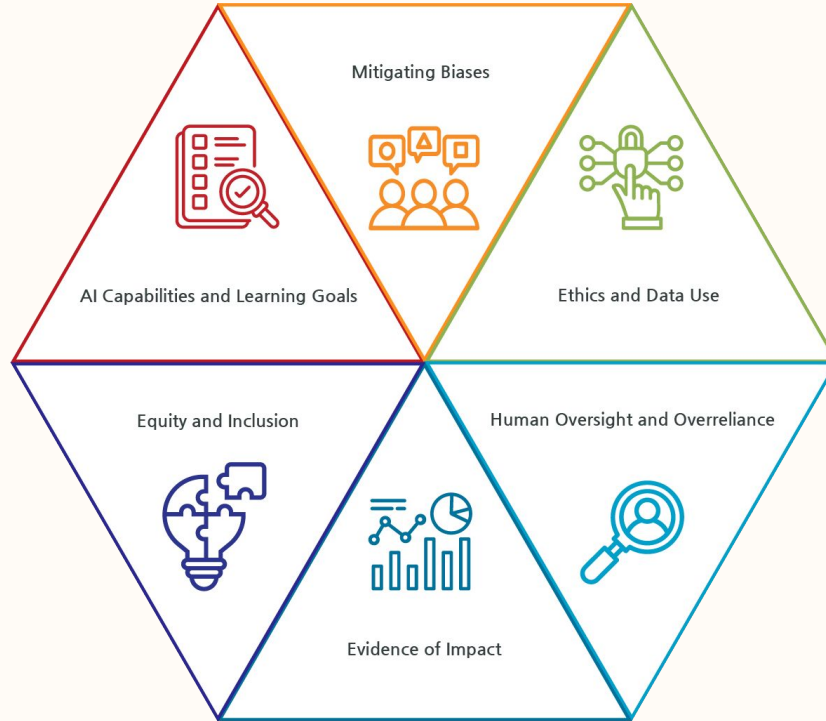 Mitigating Biases
AI Capabilities and Learning Goals
Ethics and Data Use
Equity and Inclusion
Human Oversight and Overreliance
Evidence of Impact